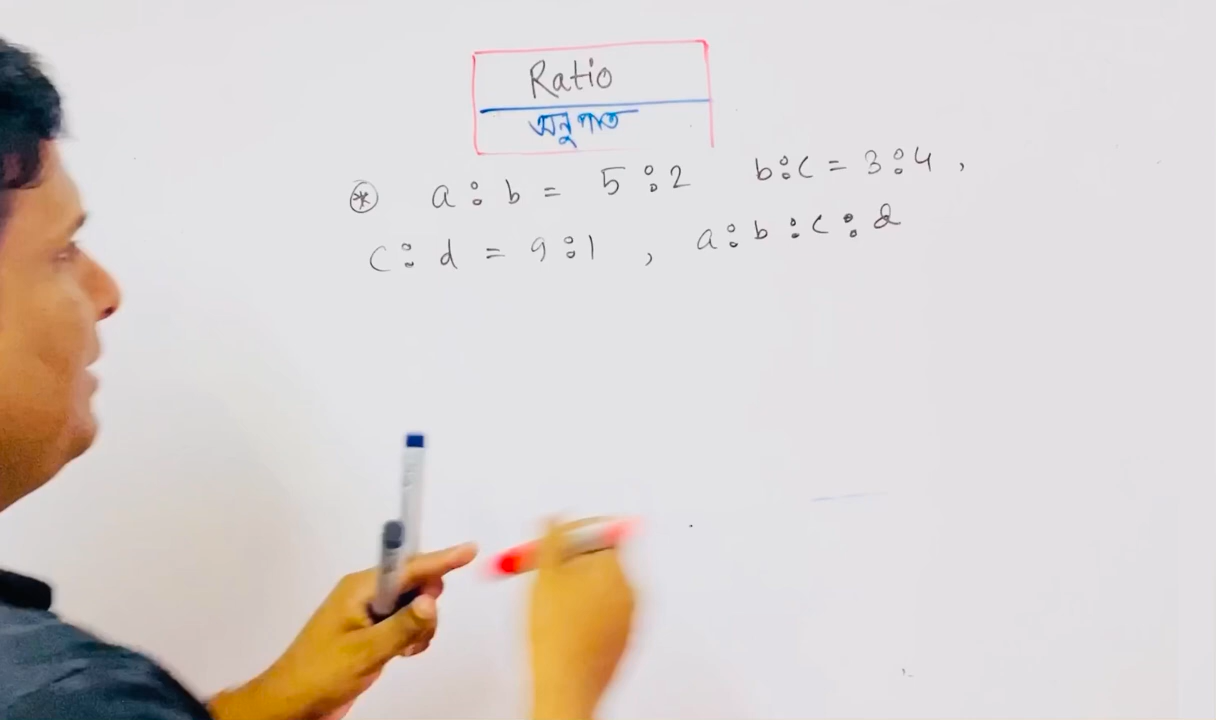 Ratio
অনুপাত
* a : b = 5 : 2 b : c = 3 : 4 ,
c : d = 9 : 1 , a : b : c : d